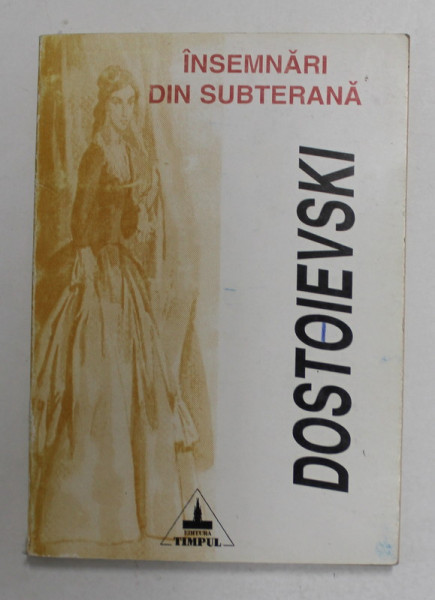 ÎNSEMNĂRI
DIN SUBTERANĂ
DOSTOIEVSKI
EDITURA
TIMPUL